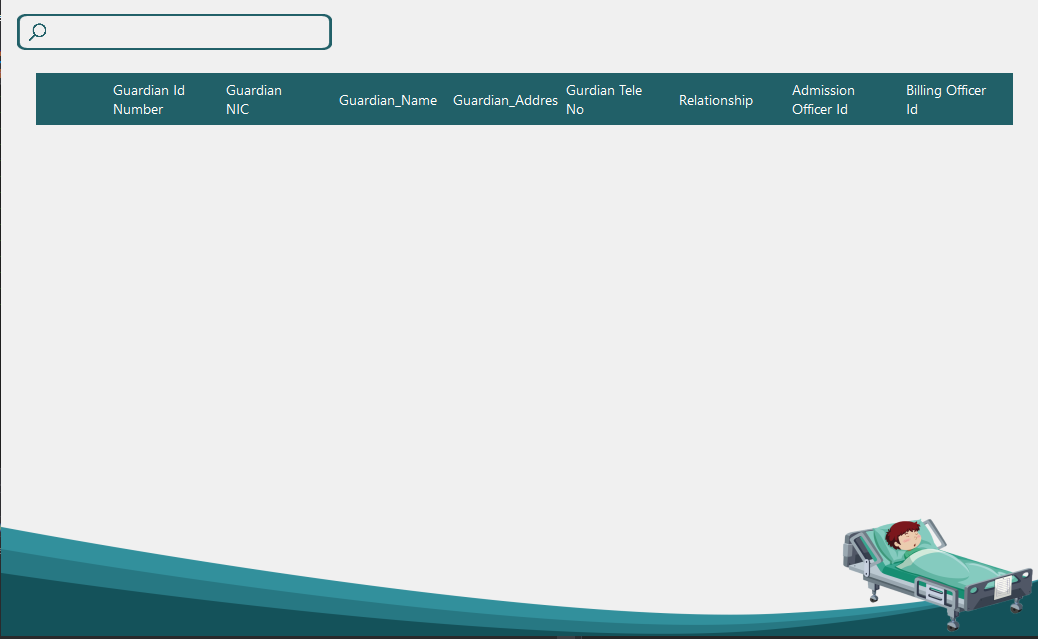 Guardian Id
Number
Guardian
NIC
Guardian_Name
Guardian_Addres
Gurdian Tele
No
Relationship
Admission
Officer Id
Billing Officer
Id